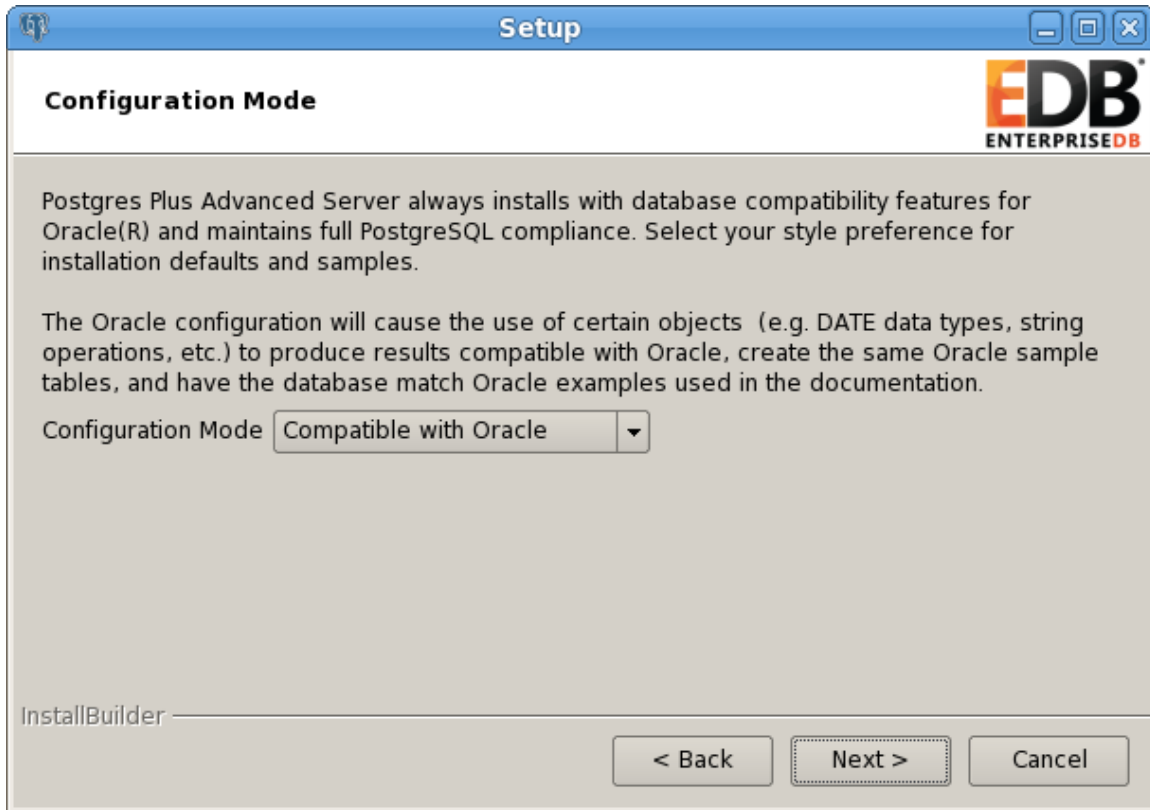 Setup
Configuration Mode
EDB
ENTERPRISEDB
Postgres Plus Advanced Server always installs with database compatibility features for
Oracle(R) and maintains full PostgreSQL compliance. Select your style preference for
installation defaults and samples.
The Oracle configuration will cause the use of certain objects  (e.g. DATE data types, string
operations, etc.) to produce results compatible with Oracle, create the same Oracle sample
tables, and have the database match Oracle examples used in the documentation.
Configuration Mode Compatible with Oracle
InstallBuilder
< Back Next > Cancel